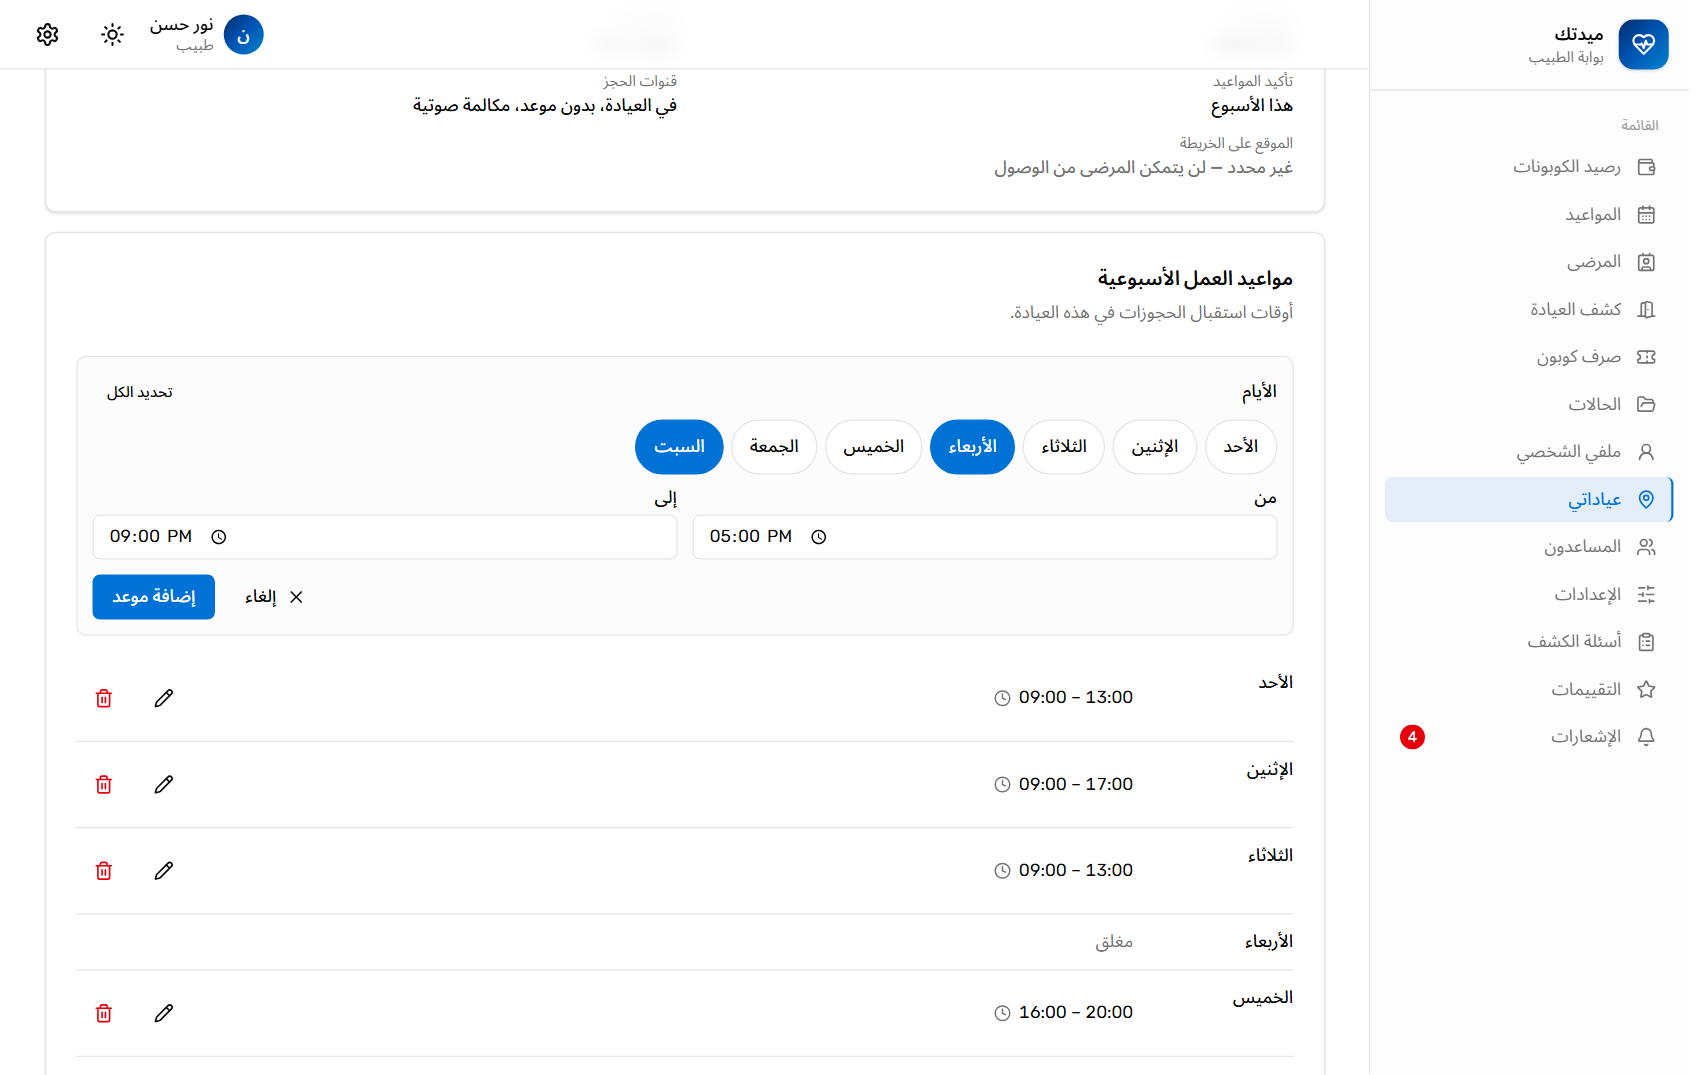 ميدتك
بوابة الطبيب
القائمة
رصيد الكوبونات
المواعيد
المرضى
كشف العيادة
صرف كوبون
الحالات
ملفي الشخصي
عياداتي
المساعدون
الإعدادات
أسئلة الكشف
التقييمات
الإشعارات
4
ن
نور حسن
طبيب
تأكيد المواعيد
هذا الأسبوع
قنوات الحجز
في العيادة، بدون موعد، مكالمة صوتية
الموقع على الخريطة
غير محدد — لن يتمكن المرضى من الوصول
مواعيد العمل الأسبوعية
أوقات استقبال الحجوزات في هذه العيادة.
الأيام
تحديد الكل
الأحد
الإثنين
الثلاثاء
الأربعاء
الخميس
الجمعة
السبت
من
05:00 PM
إلى
09:00 PM
إلغاء
إضافة موعد
الأحد
09:00 – 13:00
الإثنين
09:00 – 17:00
الثلاثاء
09:00 – 13:00
الأربعاء
مغلق
الخميس
16:00 – 20:00